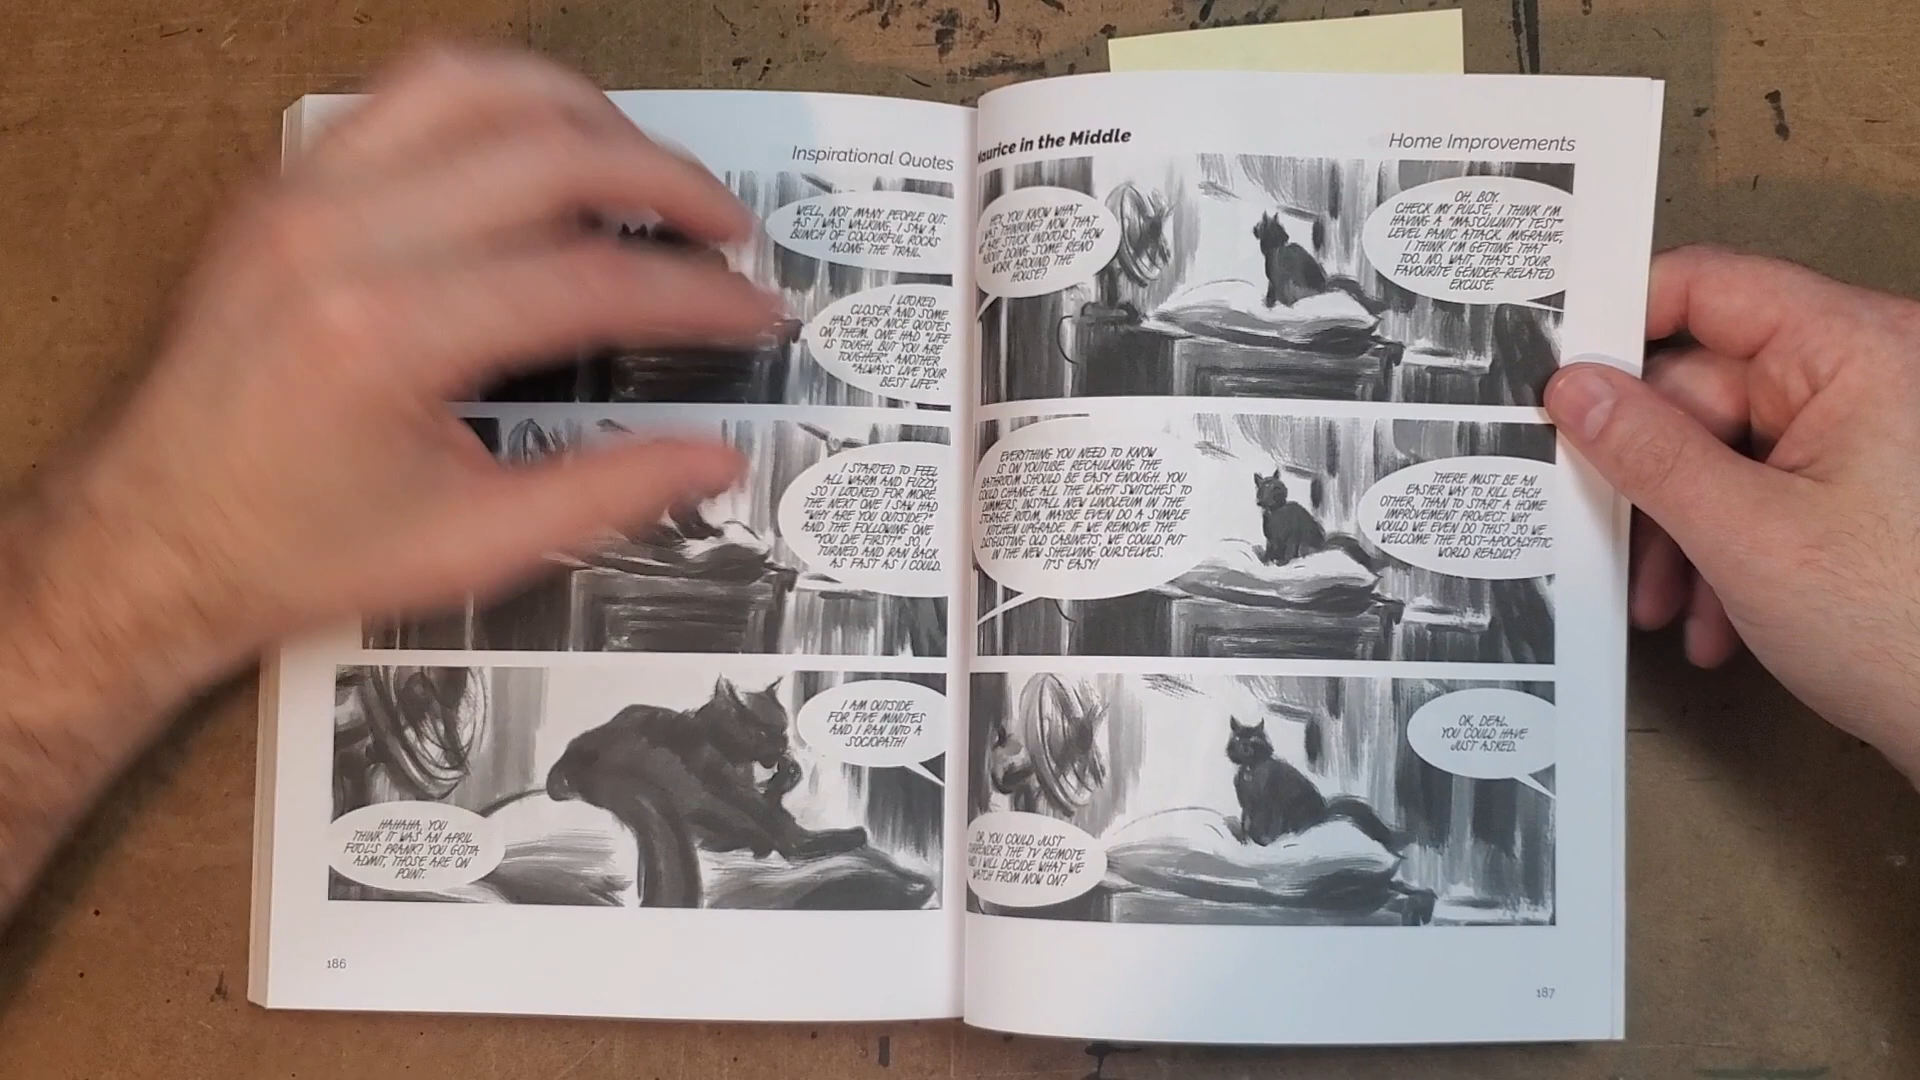 Inspirational Quotes
WELL, NOT MANY PEOPLE OUT.
AS I WAS WALKING, I SAW A
BUNCH OF COLOURFUL ROCKS
ALONG THE TRAIL.
I LOOKED
CLOSER AND SOME
HAD VERY NICE QUOTES
ON THEM. ONE HAD "LIFE
IS TOUGH, BUT YOU ARE
TOUGHER". ANOTHER
"ALWAYS LIVE YOUR
BEST LIFE".
I STARTED TO FEEL
ALL WARM AND FUZZY
SO I LOOKED FOR MORE.
THE NEXT ONE I SAW HAD
"WHY ARE YOU OUTSIDE?"
AND THE FOLLOWING ONE
"YOU DIE FIRST!" SO, I
TURNED AND RAN BACK
AS FAST AS I COULD.
I AM OUTSIDE
FOR FIVE MINUTES
AND I RAN INTO A
SOCIOPATH!
HAHAHA, YOU
THINK IT WAS AN APRIL
FOOL'S PRANK? YOU GOTTA
ADMIT, THOSE ARE ON
POINT.
186
Maurice in the Middle
Home Improvements
HEY, YOU KNOW WHAT
I WAS THINKING? NOW THAT
WE ARE STUCK INDOORS, HOW
ABOUT DOING SOME RENO
WORK AROUND THE
HOUSE?
OH, BOY.
CHECK MY PULSE, I THINK I'M
HAVING A "MASCULINITY TEST"
LEVEL PANIC ATTACK. MIGRAINE,
I THINK I'M GETTING THAT
TOO. NO, WAIT THAT'S YOUR
FAVOURITE GENDER-RELATED
EXCUSE.
EVERYTHING YOU NEED TO KNOW
IS ON YOUTUBE. RECAULKING THE
BATHROOM SHOULD BE EASY ENOUGH. YOU
COULD CHANGE ALL THE LIGHT SWITCHES TO
DIMMERS, INSTALL NEW LINOLEUM IN THE
STORAGE ROOM, MAYBE EVEN DO A SIMPLE
KITCHEN UPGRADE. IF WE REMOVE THE
DISGUSTING OLD CABINETS, WE COULD PUT
IN THE NEW SHELVING OURSELVES.
IT'S EASY!
THERE MUST BE AN
EASIER WAY TO KILL EACH
OTHER, THAN TO START A HOME
IMPROVEMENT PROJECT. WHY
WOULD WE EVEN DO THIS? SO WE
WELCOME THE POST-APOCALYPTIC
WORLD READILY?
OR, YOU COULD JUST
SURRENDER THE TV REMOTE
AND I WILL DECIDE WHAT WE
WATCH FROM NOW ON?
OK, DEAL.
YOU COULD HAVE
JUST ASKED.
187